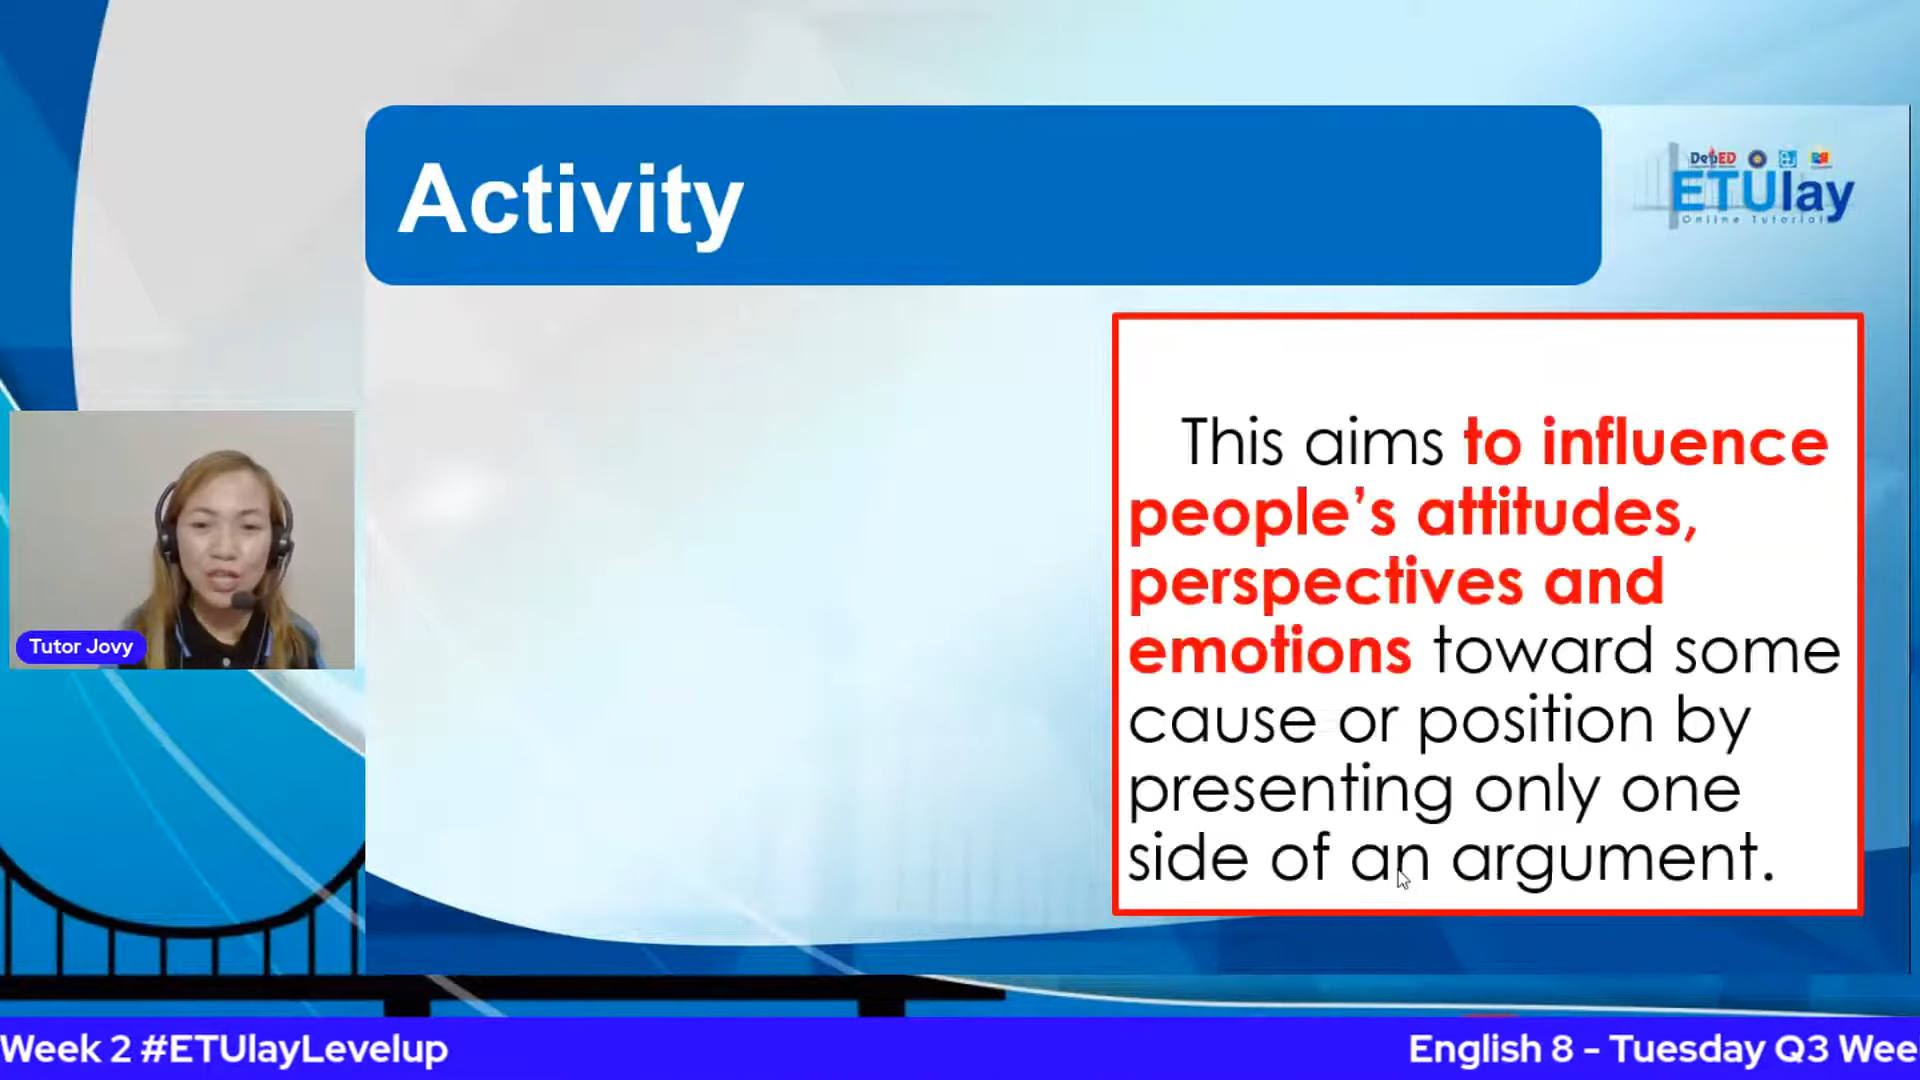 Activity
DepED
ETUlay
Online Tutorial
This aims to influence
people's attitudes,
perspectives and
emotions toward some
cause or position by
presenting only one
side of an argument.
Tutor Jovy
Week 2 #ETUlayLevelup
English 8 - Tuesday Q3 Wee